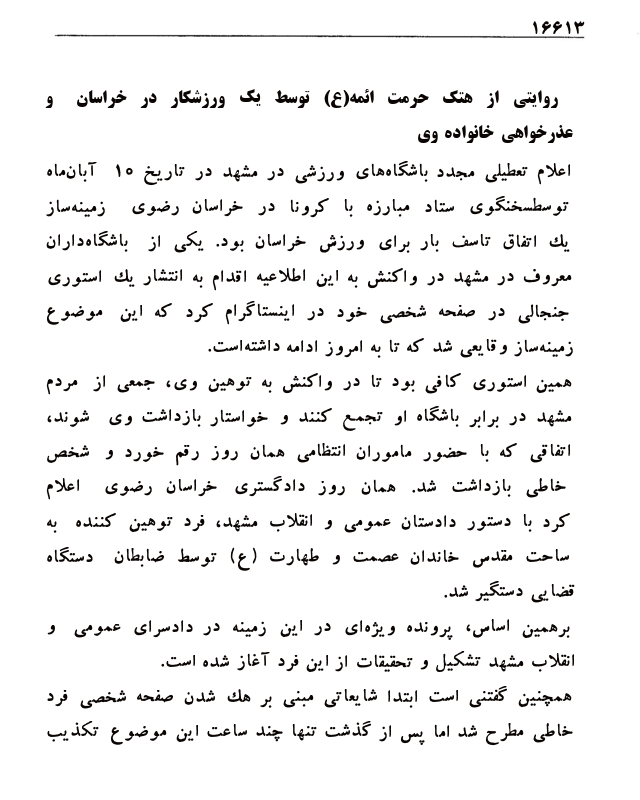 ۱۶۶۱۳
روایتی از هتک حرمت ائمه(ع) توسط یک ورزشکار در خراسان و
عذرخواهی خانواده وی
اعلام تعطیلی مجدد باشگاه‌های ورزشی در مشهد در تاریخ ۱۰ آبان‌ماه
توسطسخنگوی ستاد مبارزه با کرونا در خراسان رضوی زمینه‌ساز
یك اتفاق تاسف بار برای ورزش خراسان بود. یکی از باشگاه‌داران
معروف در مشهد در واکنش به این اطلاعیه اقدام به انتشار یك استوری
جنجالی در صفحه شخصی خود در اینستاگرام کرد که این موضوع
زمینه‌ساز وقایعی شد که تا به امروز ادامه داشته‌است.
همین استوری کافی بود تا در واکنش به توهین وی، جمعی از مردم
مشهد در برابر باشگاه او تجمع کنند و خواستار بازداشت وی شوند،
اتفاقی که با حضور ماموران انتظامی همان روز رقم خورد و شخص
خاطی بازداشت شد. همان روز دادگستری خراسان رضوی اعلام
کرد با دستور دادستان عمومی و انقلاب مشهد، فرد توهین کننده به
ساحت مقدس خاندان عصمت و طهارت (ع) توسط ضابطان دستگاه
قضایی دستگیر شد.
برهمین اساس، پرونده ویژه‌ای در این زمینه در دادسرای عمومی و
انقلاب مشهد تشکیل و تحقیقات از این فرد آغاز شده است.
همچنین گفتنی است ابتدا شایعاتی مبنی بر هك شدن صفحه شخصی فرد
خاطی مطرح شد اما پس از گذشت تنها چند ساعت این موضوع تکذیب